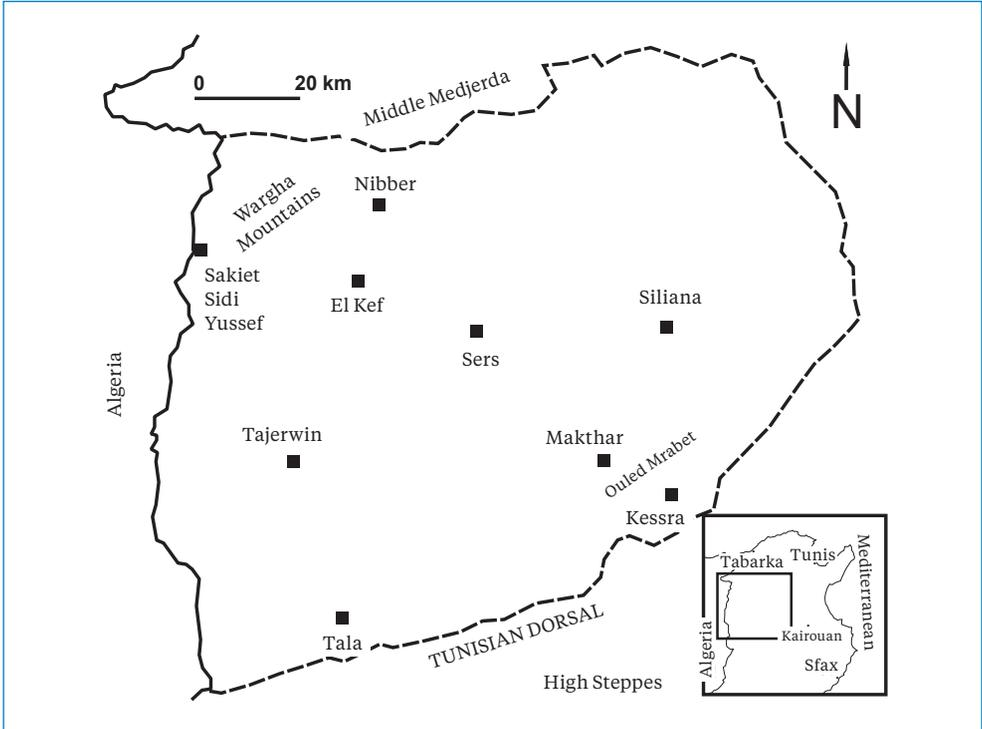 0 20 km
Middle Medjerda
N
Wargha
Mountains
Nibber
Sakiet
Sidi
Yussef
El Kef
Siliana
Sers
Algeria
Tajerwin
Makthar
Ouled Mrabet
Kessra
Tala
TUNISIAN DORSAL
High Steppes
Tabarka
Tunis
Mediterranean
Algeria
Kairouan
Sfax